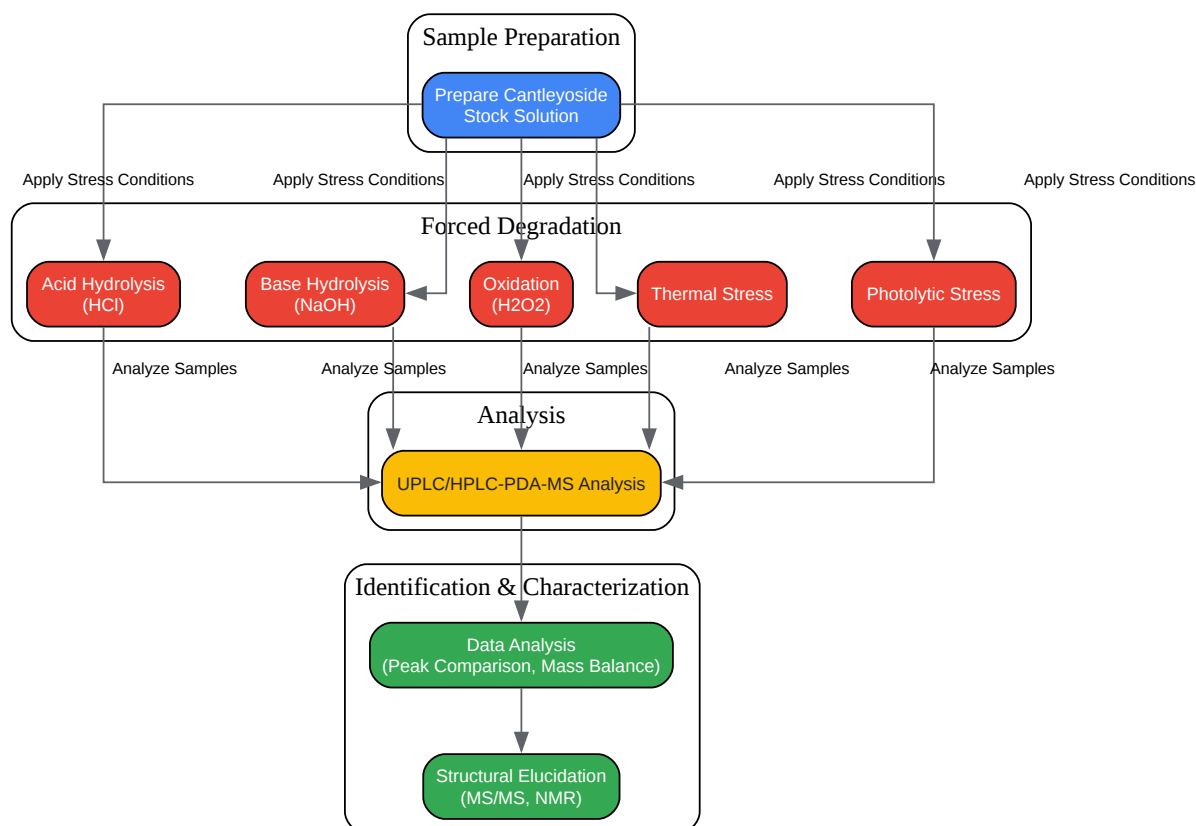 Sample Preparation
Prepare Cantleyoside
Stock Solution
Apply Stress Conditions
Apply Stress Conditions
Apply Stress Conditions
Apply Stress Conditions
Apply Stress Conditions
Forced Degradation
Acid Hydrolysis
(HCl)
Base Hydrolysis
(NaOH)
Oxidation
(H2O2)
Thermal Stress
Photolytic Stress
Analyze Samples
Analyze Samples
Analyze Samples
Analyze Samples
Analyze Samples
Analysis
UPLC/HPLC-PDA-MS Analysis
Identification & Characterization
Data Analysis
(Peak Comparison, Mass Balance)
Structural Elucidation
(MS/MS, NMR)